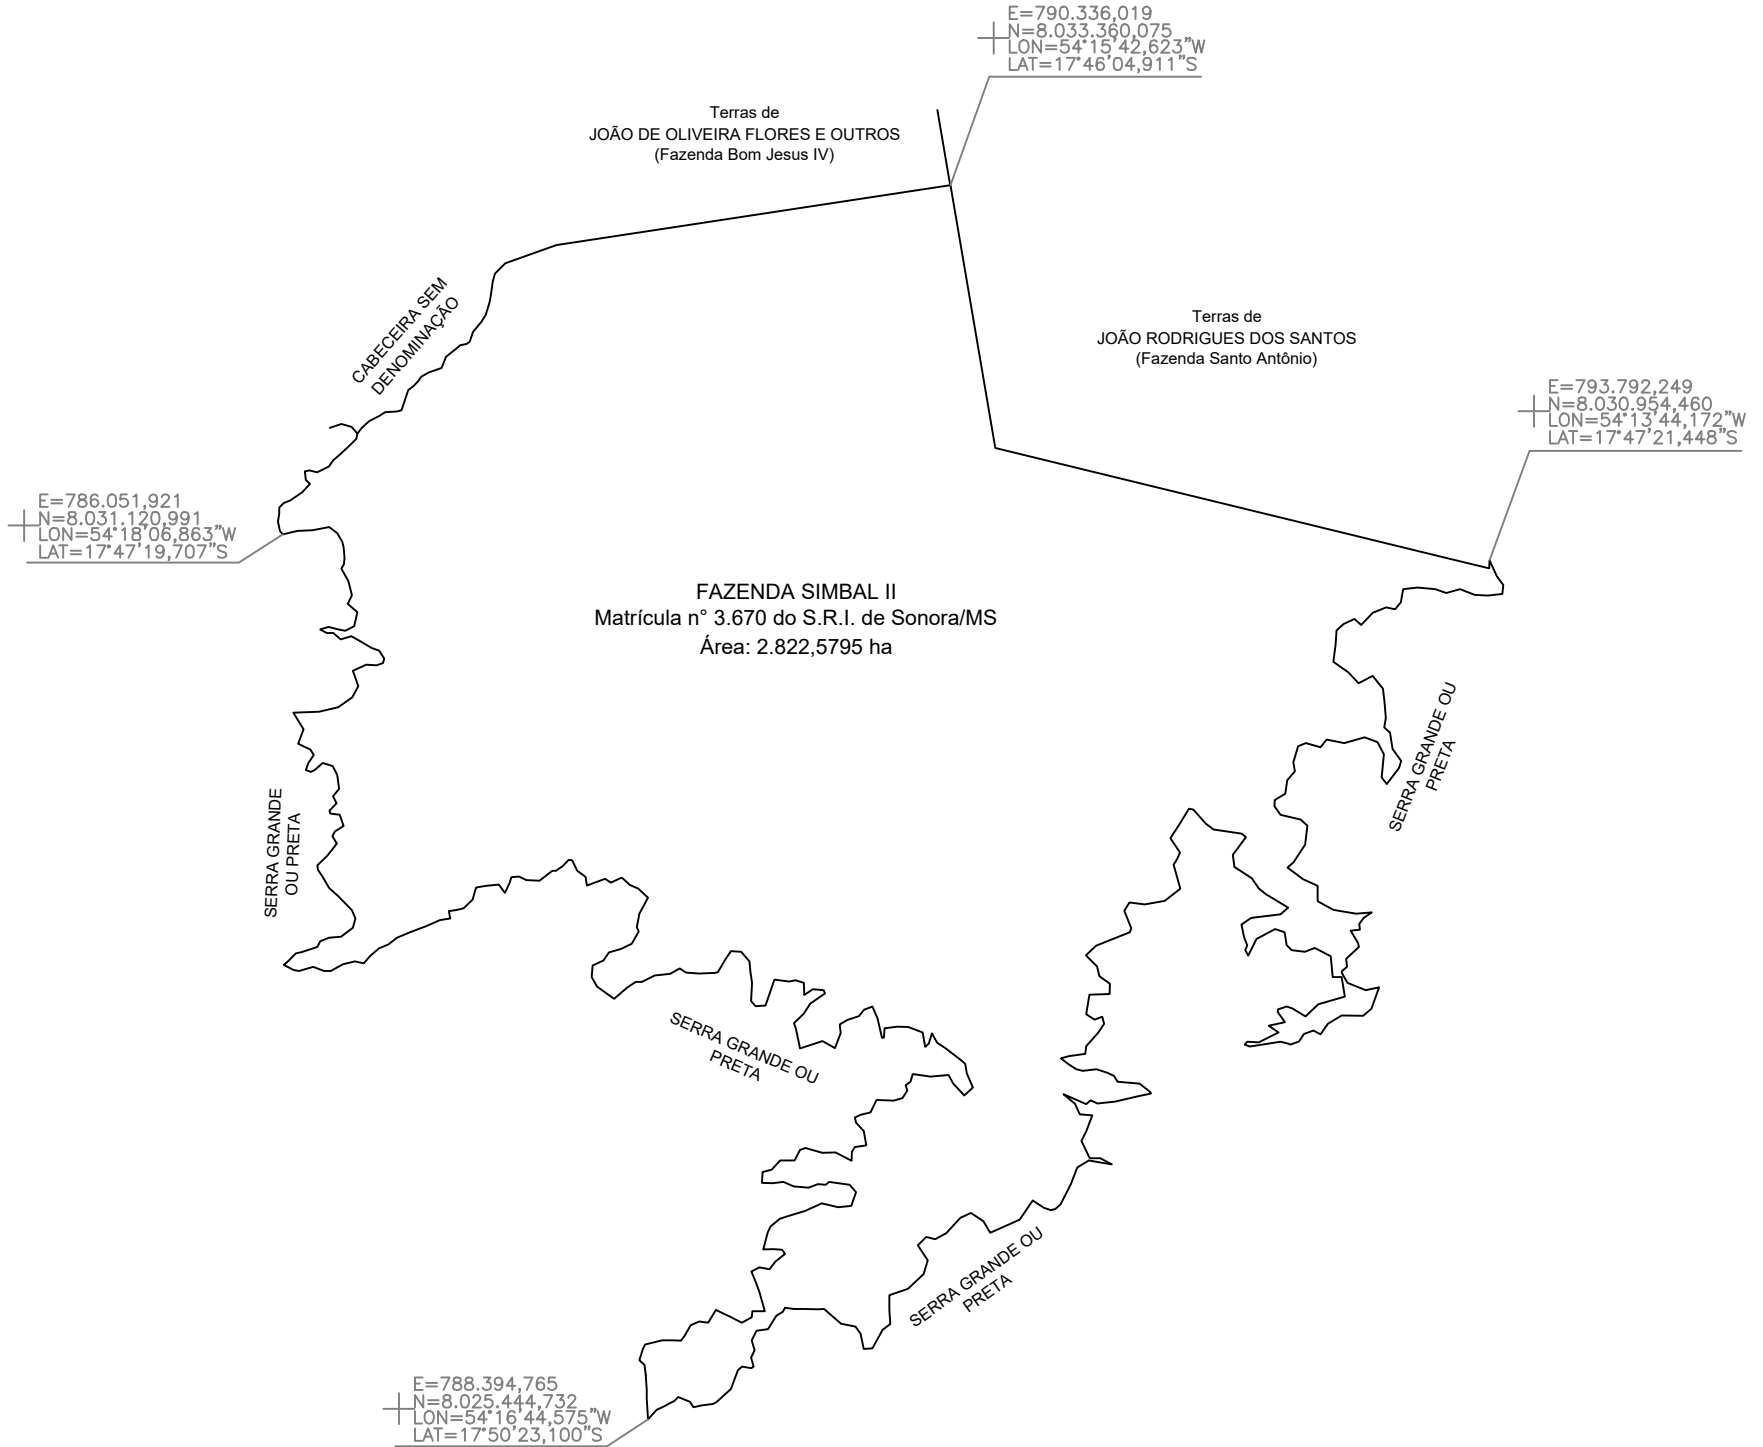 E=790.336,019
N=8.033.360,075
LON=54°15'42,623"W
LAT=17°46'04,911"S
Terras de
JOÃO DE OLIVEIRA FLORES E OUTROS
(Fazenda Bom Jesus IV)
CABECEIRA SEM
DENOMINAÇÃO
Terras de
JOÃO RODRIGUES DOS SANTOS
(Fazenda Santo Antônio)
E=793.792,249
N=8.030.954,460
LON=54°13'44,172"W
LAT=17°47'21,448"S
E=786.051,921
N=8.031.120,991
LON=54°18'06,863"W
LAT=17°47'19,707"S
FAZENDA SIMBAL II
Matrícula n° 3.670 do S.R.I. de Sonora/MS
Área: 2.822,5795 ha
SERRA GRANDE OU
PRETA
SERRA GRANDE
OU PRETA
SERRA GRANDE OU
PRETA
SERRA GRANDE OU
PRETA
E=788.394,765
N=8.025.444,732
LON=54°16'44,575"W
LAT=17°50'23,100"S